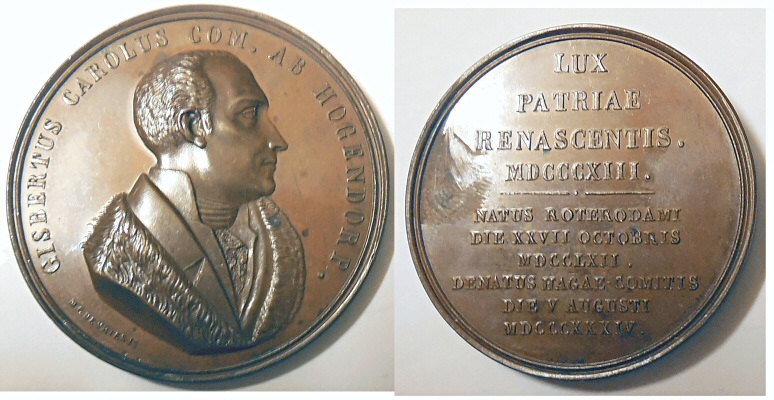 GISBERTUS CAROLUS COM. AB HOGENDORP.
LUX
PATRIAE
RENASCENTIS.
MDCCCXIII.
NATUS ROTERODAMI
DIE XXVII OCTOBRIS
MDCCLXII.
DENATUS HAGAE-COMITIS
DIE V AUGUSTI
MDCCCXXXIV.